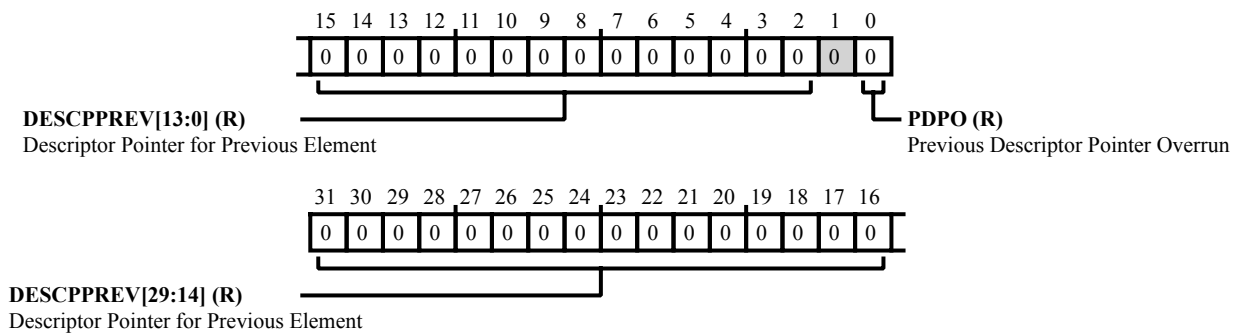 15 14 13 12 11 10 9 8 7 6 5 4 3 2 1 0
0 0 0 0 0 0 0 0 0 0 0 0 0 0 0 0
DESCPPREV[13:0] (R)
Descriptor Pointer for Previous Element
PDPO (R)
Previous Descriptor Pointer Overrun
31 30 29 28 27 26 25 24 23 22 21 20 19 18 17 16
0 0 0 0 0 0 0 0 0 0 0 0 0 0 0 0
DESCPPREV[29:14] (R)
Descriptor Pointer for Previous Element